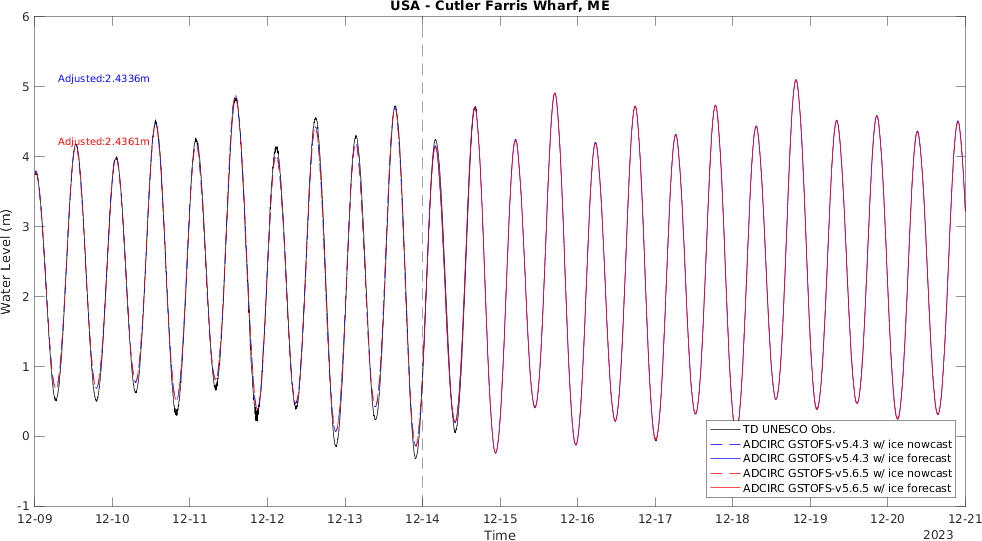 USA - Cutler Farris Wharf, ME
6
5
4
3
2
1
0
-1
Water Level (m)
Adjusted:2.4336m
Adjusted:2.4361m
TD UNESCO Obs.
ADCIRC GSTOFS-v5.4.3 w/ ice nowcast
ADCIRC GSTOFS-v5.4.3 w/ ice forecast
ADCIRC GSTOFS-v5.6.5 w/ ice nowcast
ADCIRC GSTOFS-v5.6.5 w/ ice forecast
12-09 12-10 12-11 12-12 12-13 12-14 12-15 12-16 12-17 12-18 12-19 12-20 12-21
Time
2023